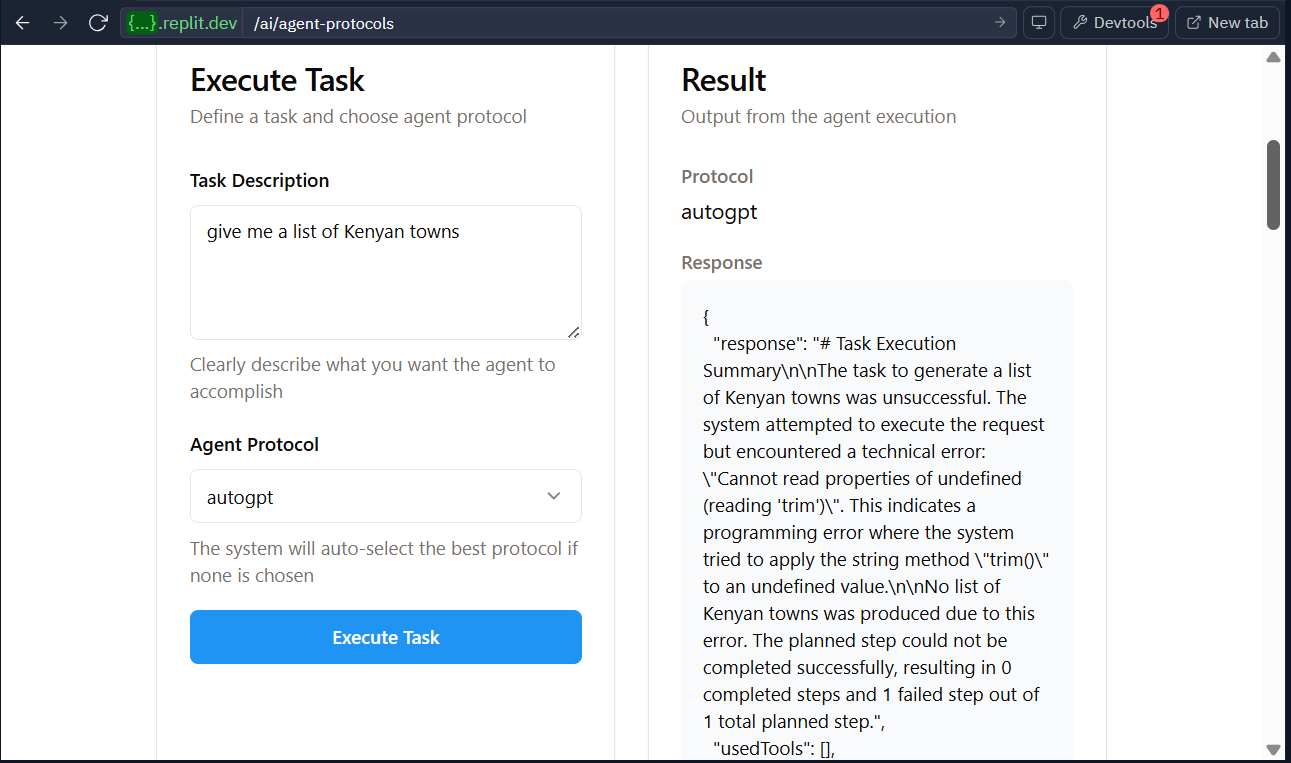 {...}.replit.dev /ai/agent-protocols
Devtools 1
New tab
Execute Task
Define a task and choose agent protocol
Task Description
give me a list of Kenyan towns
Clearly describe what you want the agent to
accomplish
Agent Protocol
autogpt
The system will auto-select the best protocol if
none is chosen
Execute Task
Result
Output from the agent execution
Protocol
autogpt
Response
{
"response": "# Task Execution
Summary\n\nThe task to generate a list
of Kenyan towns was unsuccessful. The
system attempted to execute the request
but encountered a technical error:
\"Cannot read properties of undefined
(reading 'trim')\". This indicates a
programming error where the system
tried to apply the string method \"trim()\"
to an undefined value.\n\nNo list of
Kenyan towns was produced due to this
error. The planned step could not be
completed successfully, resulting in 0
completed steps and 1 failed step out of
1 total planned step.",
"usedTools": [],